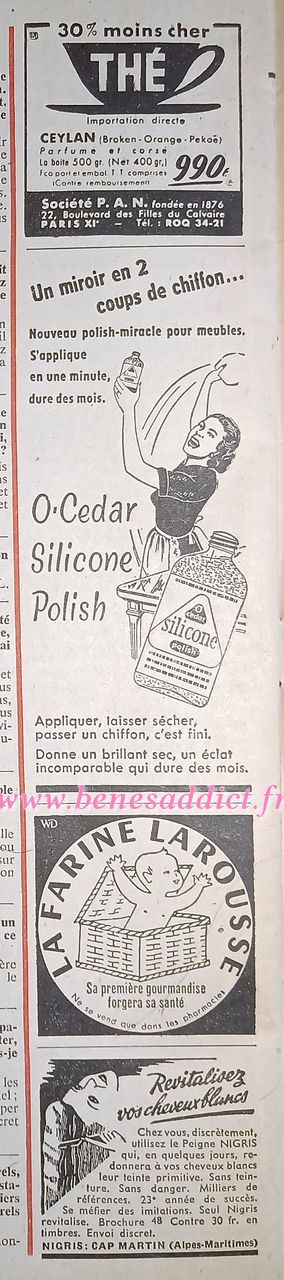 30% moins cher
THÉ
Importation directe
CEYLAN (Broken-Orange-Pekoë)
Parfumé et corsé
La boîte 500 gr. (Net 400 gr.)
Fco port et embal. T T comprises
(Contre remboursement)
990f.
Société P. A. N. fondée en 1876
22, Boulevard des Filles du Calvaire
PARIS XIe - Tél. : ROQ 34-21
Un miroir en 2
coups de chiffon...
Nouveau polish-miracle pour meubles.
S'applique
en une minute,
dure des mois.
O-Cedar
Silicone
Polish
O
Cedar
silicone
Polish
Appliquer, laisser sécher,
passer un chiffon, c'est fini.
Donne un brillant sec, un éclat
incomparable qui dure des mois.
www.benesaddict.fr
WD
LA FARINE LAROUSSE
Sa première gourmandise
forgera sa santé
Ne se vend que dans les pharmacies
Revitalisez
vos cheveux blancs
Chez vous, discrètement,
utilisez le Peigne NIGRIS
qui, en quelques jours, re-
donnera à vos cheveux blancs
leur teinte primitive. Sans tein-
ture. Sans danger. Milliers de
références. 23e année de succès.
Se méfier des imitations. Seul Nigris
revitalise. Brochure 48 Contre 30 fr. en
timbres. Envoi discret.
NIGRIS: CAP MARTIN (Alpes-Maritimes)